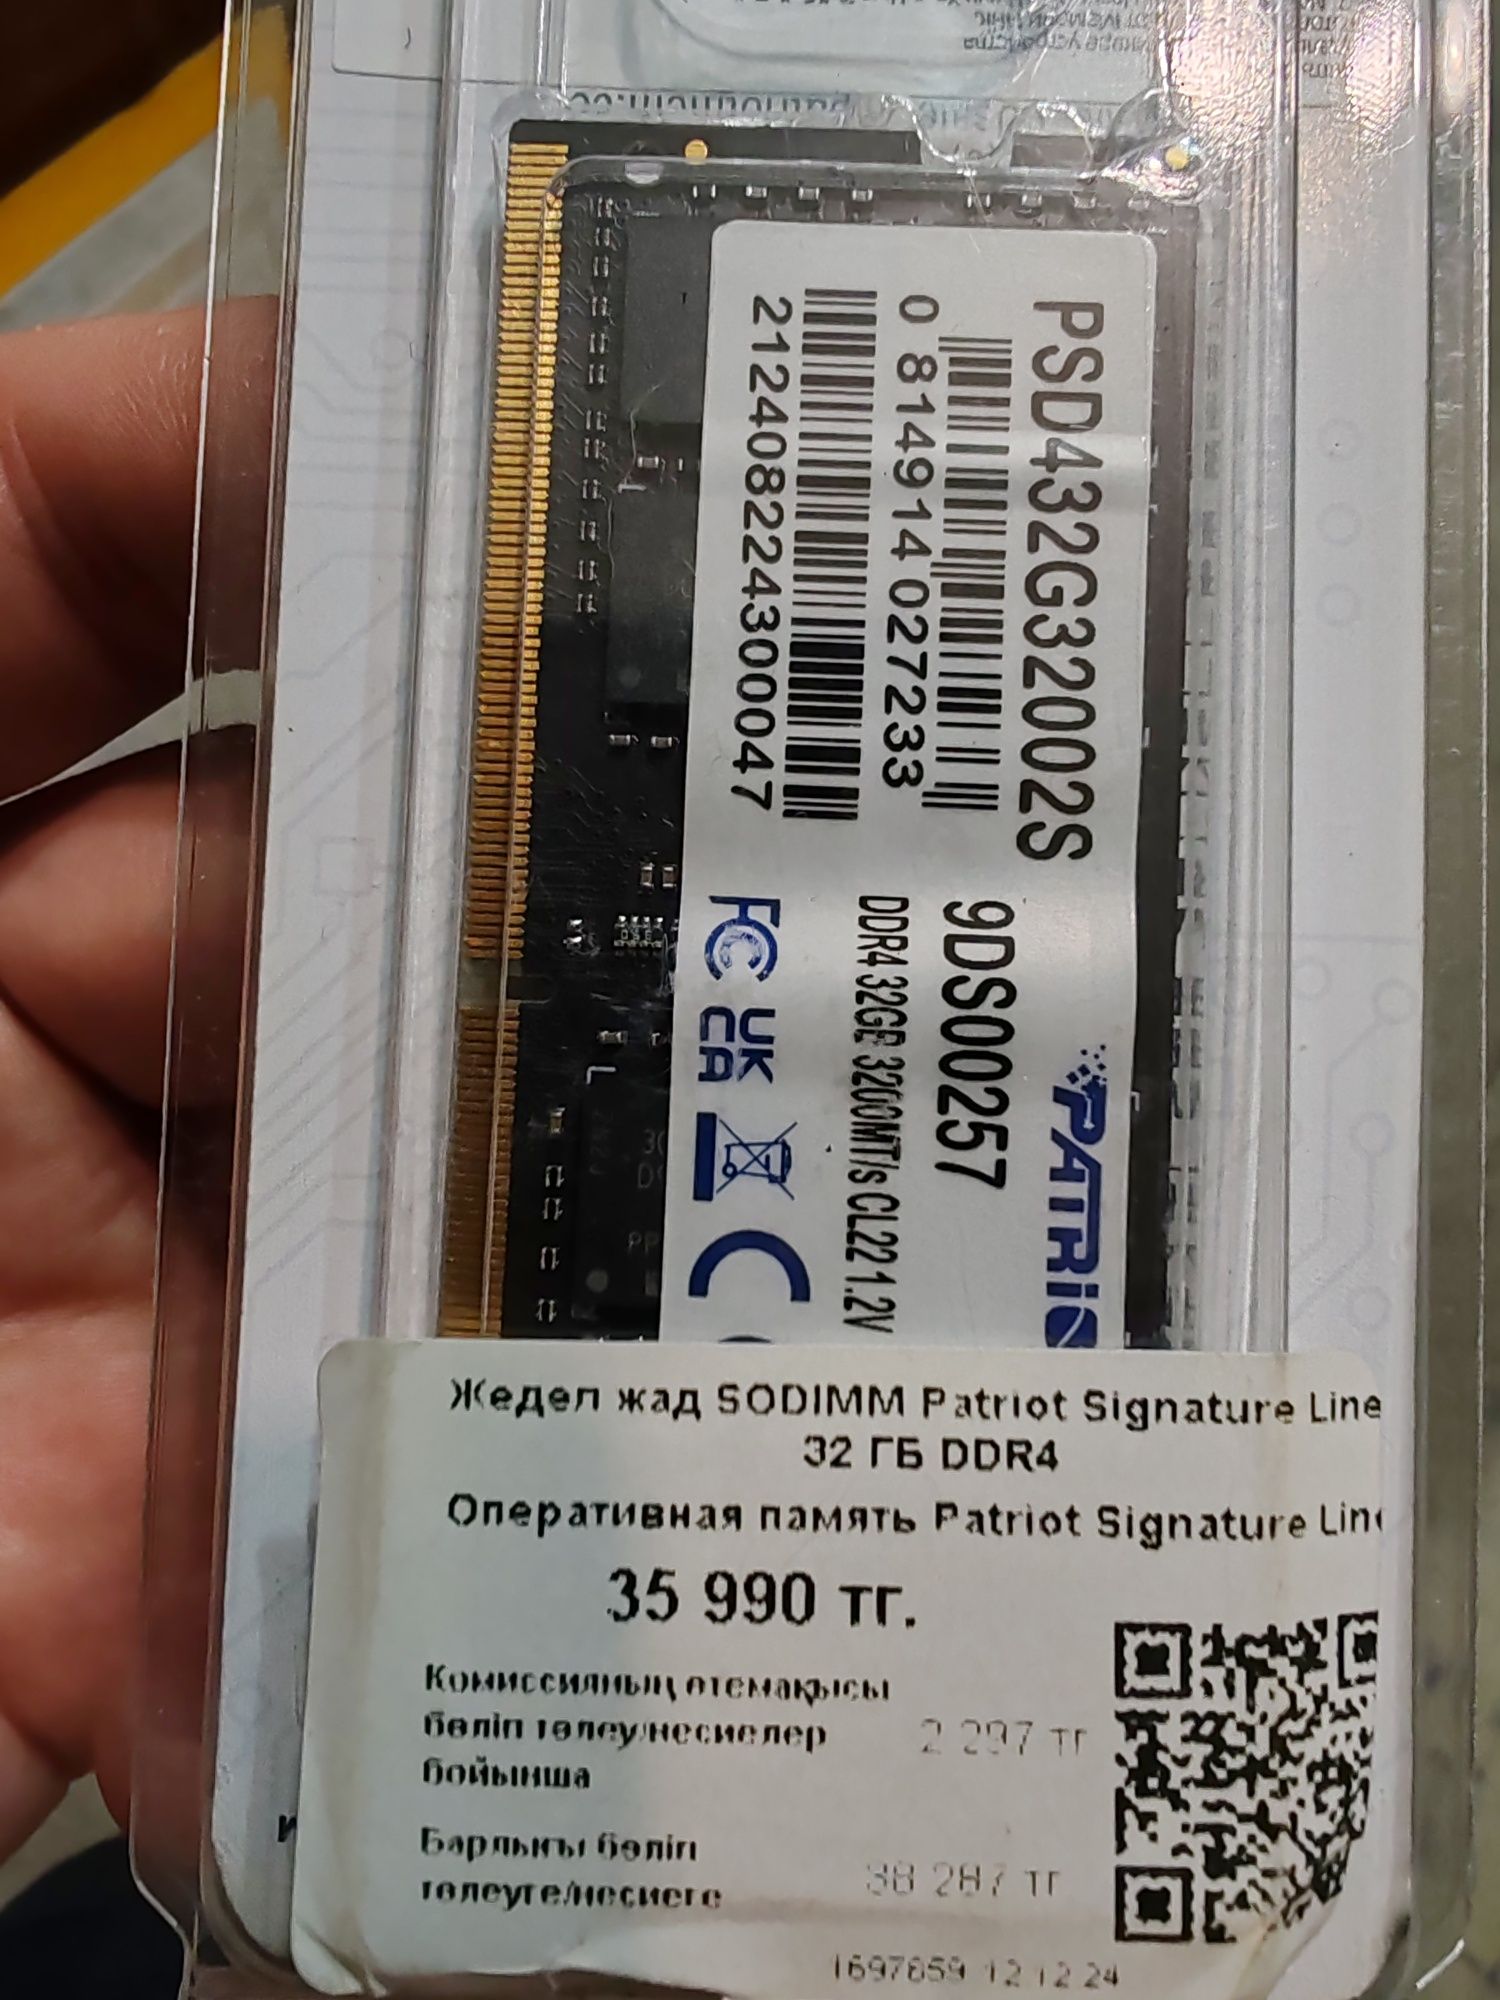 PSD432G32002S
0 814914 027233
2124082243000047
9DS00257
DDR4 32GB 3200MT/s CL22 1.2V
PATRIO
FC UK CA CE
Жедел жад SODIMM Patriot Signature Line
32 ГБ DDR4
Оперативная память Patriot Signature Line
35 990 тг.
Комиссияның өтемақысы
бөліп төлеу/несиелер 2 297 тг
бойынша
Барлығы бөліп
төлеуге/несиеге 38 287 тг
1697659 12 12 24